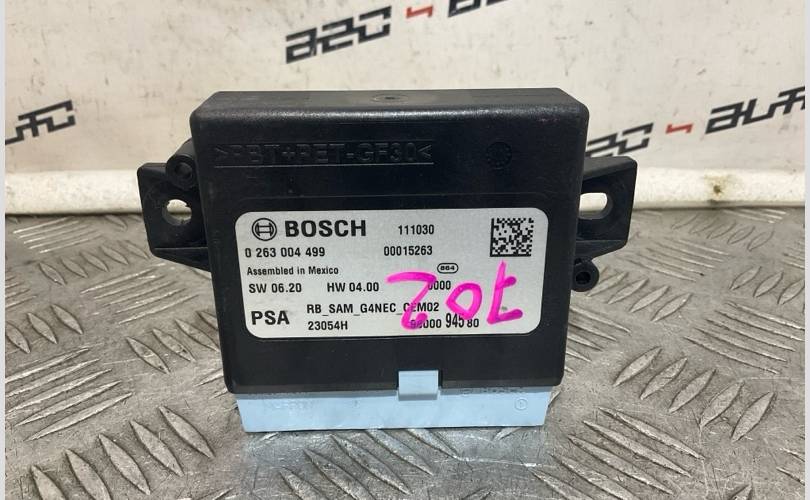 >PBT+PET-GF30<
BOSCH 111030
0 263 004 499 00015263
Assembled in Mexico 864
SW 06.20 HW 04.00 0000
PSA RB_SAM_G4NEC_CEM02
23054H 945 80
702